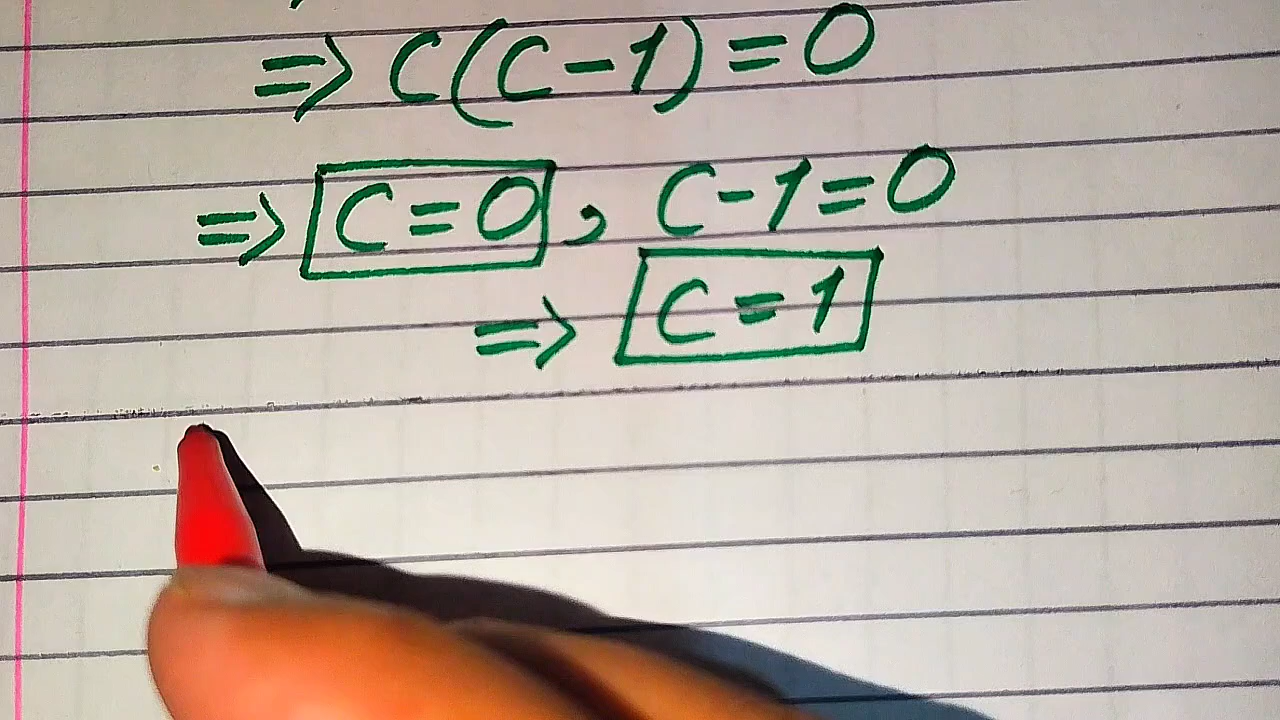 => C(C-1)=0
=> C=0, C-1=0
=> C=1